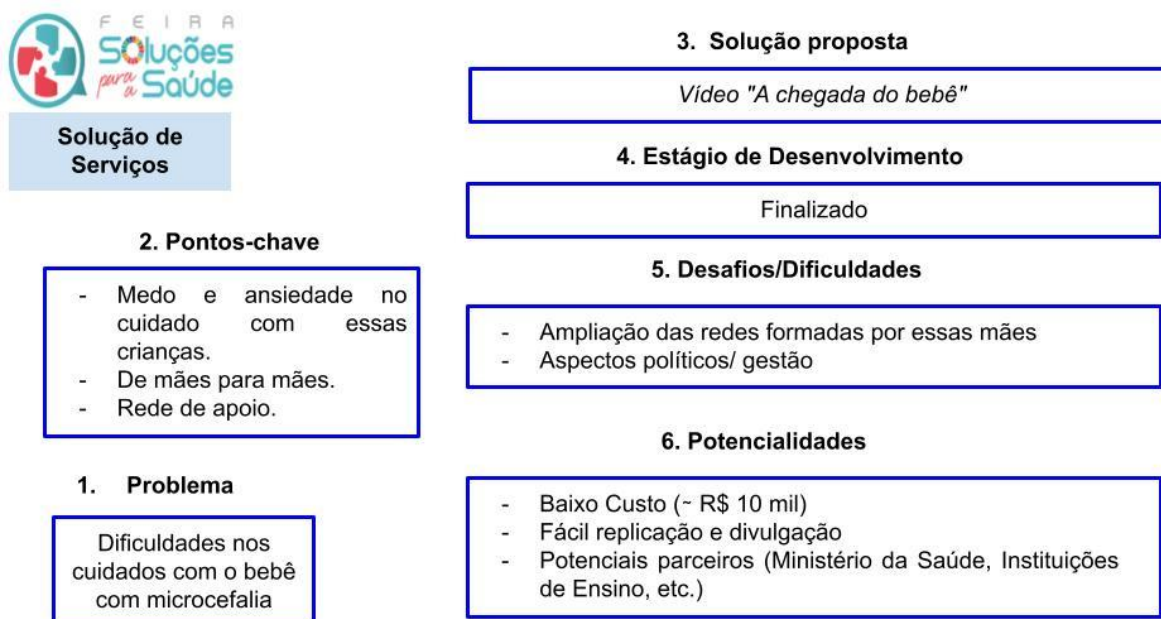 FEIRA
SOluções
para a
Saúde
Solução de
Serviços
2. Pontos-chave
- Medo e ansiedade no
cuidado com essas
crianças.
- De mães para mães.
- Rede de apoio.
1. Problema
Dificuldades nos
cuidados com o bebê
com microcefalia
3. Solução proposta
Vídeo "A chegada do bebê"
4. Estágio de Desenvolvimento
Finalizado
5. Desafios/Dificuldades
- Ampliação das redes formadas por essas mães
- Aspectos políticos/ gestão
6. Potencialidades
- Baixo Custo (~ R$ 10 mil)
- Fácil replicação e divulgação
- Potenciais parceiros (Ministério da Saúde, Instituições
de Ensino, etc.)